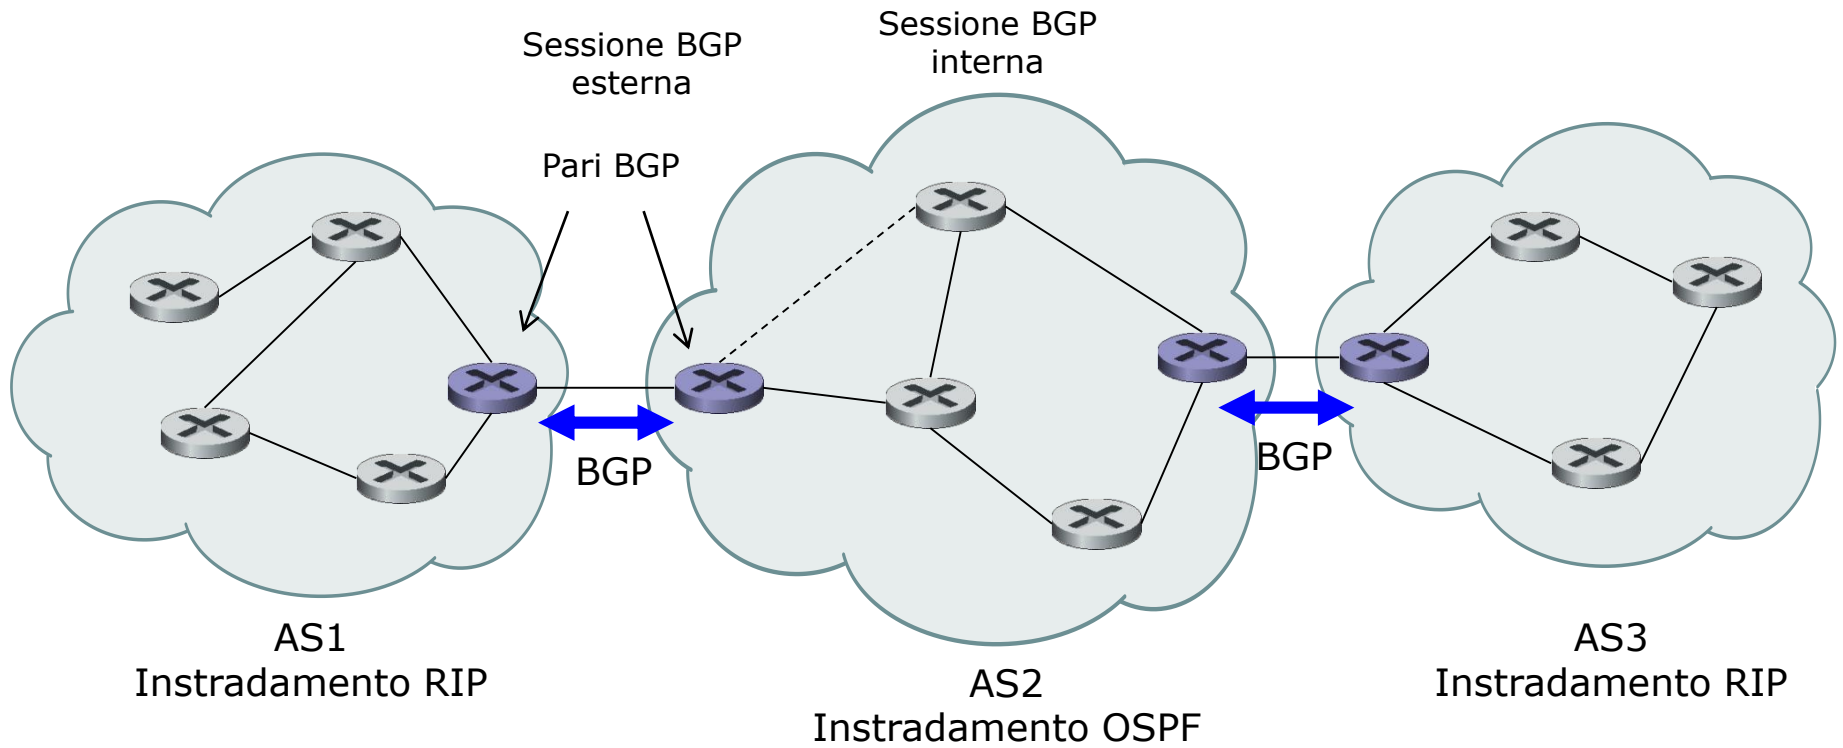 Sessione BGP
esterna
Sessione BGP
interna
Pari BGP
BGP
BGP
AS1
Instradamento RIP
AS2
Instradamento OSPF
AS3
Instradamento RIP